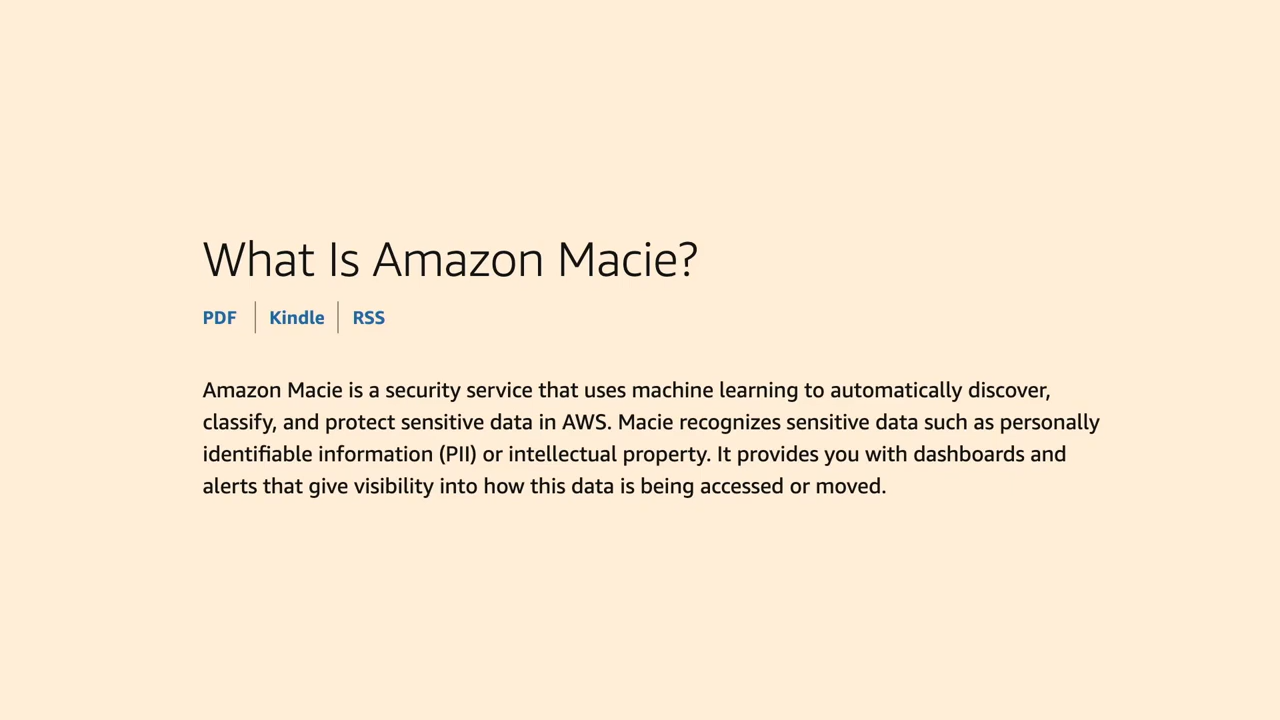 What Is Amazon Macie?
PDF Kindle RSS
Amazon Macie is a security service that uses machine learning to automatically discover,
classify, and protect sensitive data in AWS. Macie recognizes sensitive data such as personally
identifiable information (PII) or intellectual property. It provides you with dashboards and
alerts that give visibility into how this data is being accessed or moved.